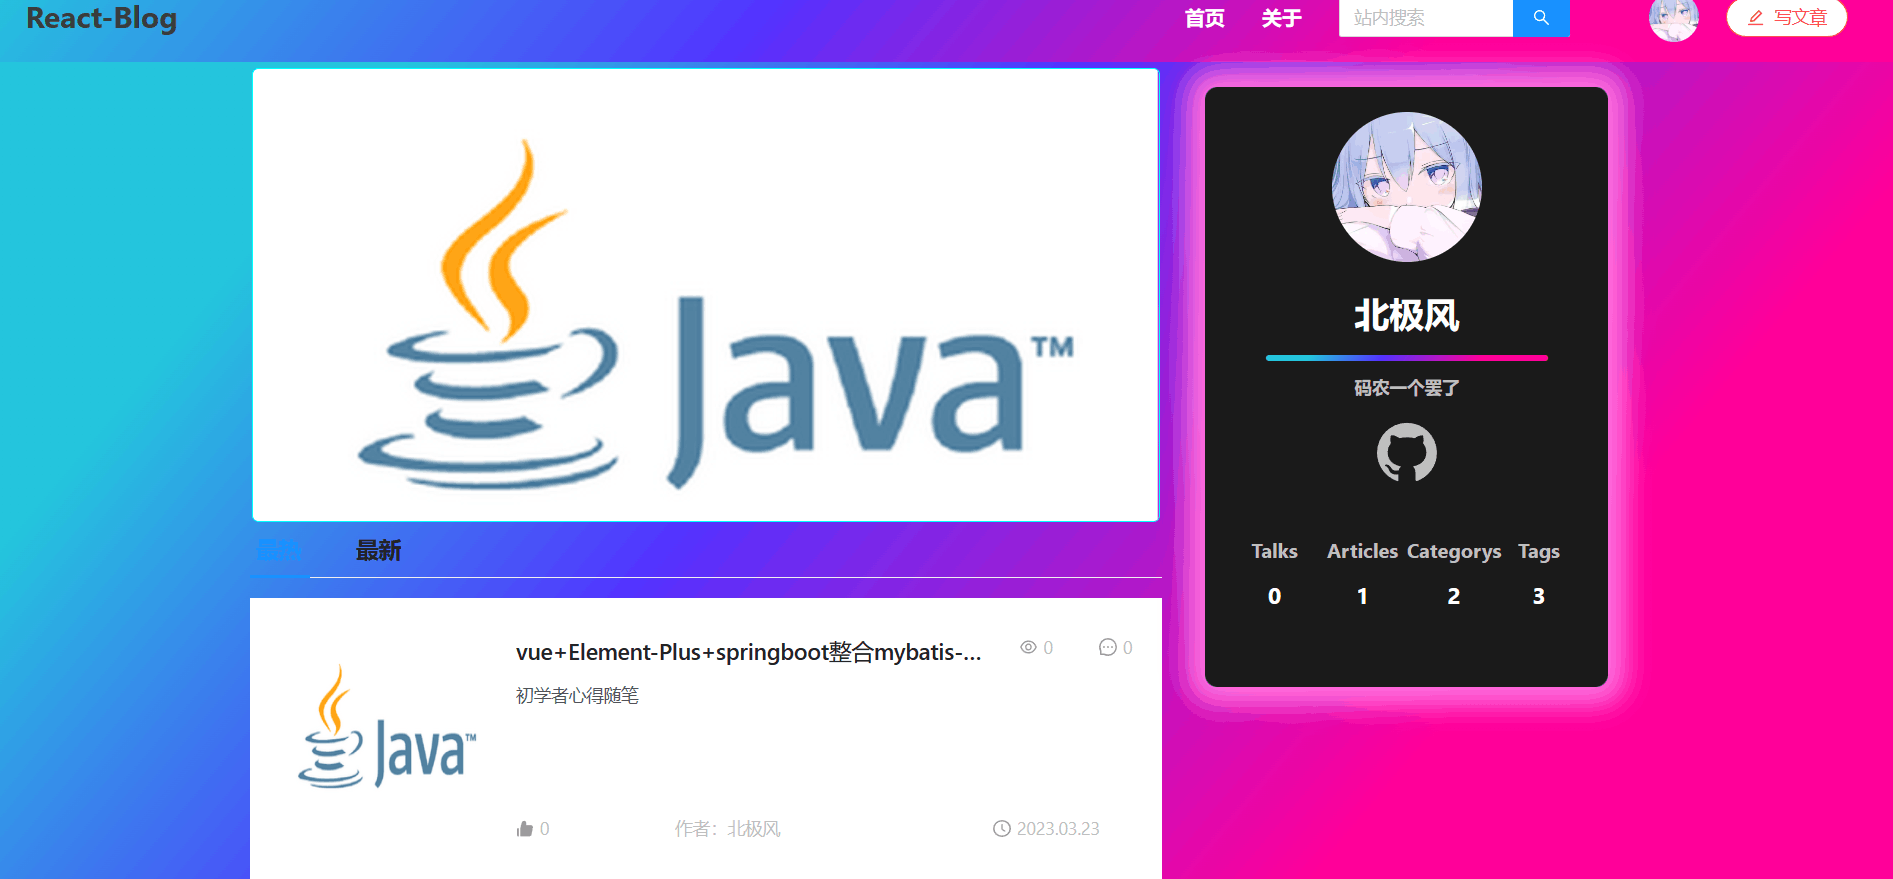 React-Blog
首页 关于 站内搜索 写文章
Java™
北极风
码农一个罢了
最热 最新
Talks Articles Categorys Tags
0 1 2 3
vue+Element-Plus+springboot整合mybatis-... 0 0
初学者心得随笔
Java™
0 作者：北极风 2023.03.23